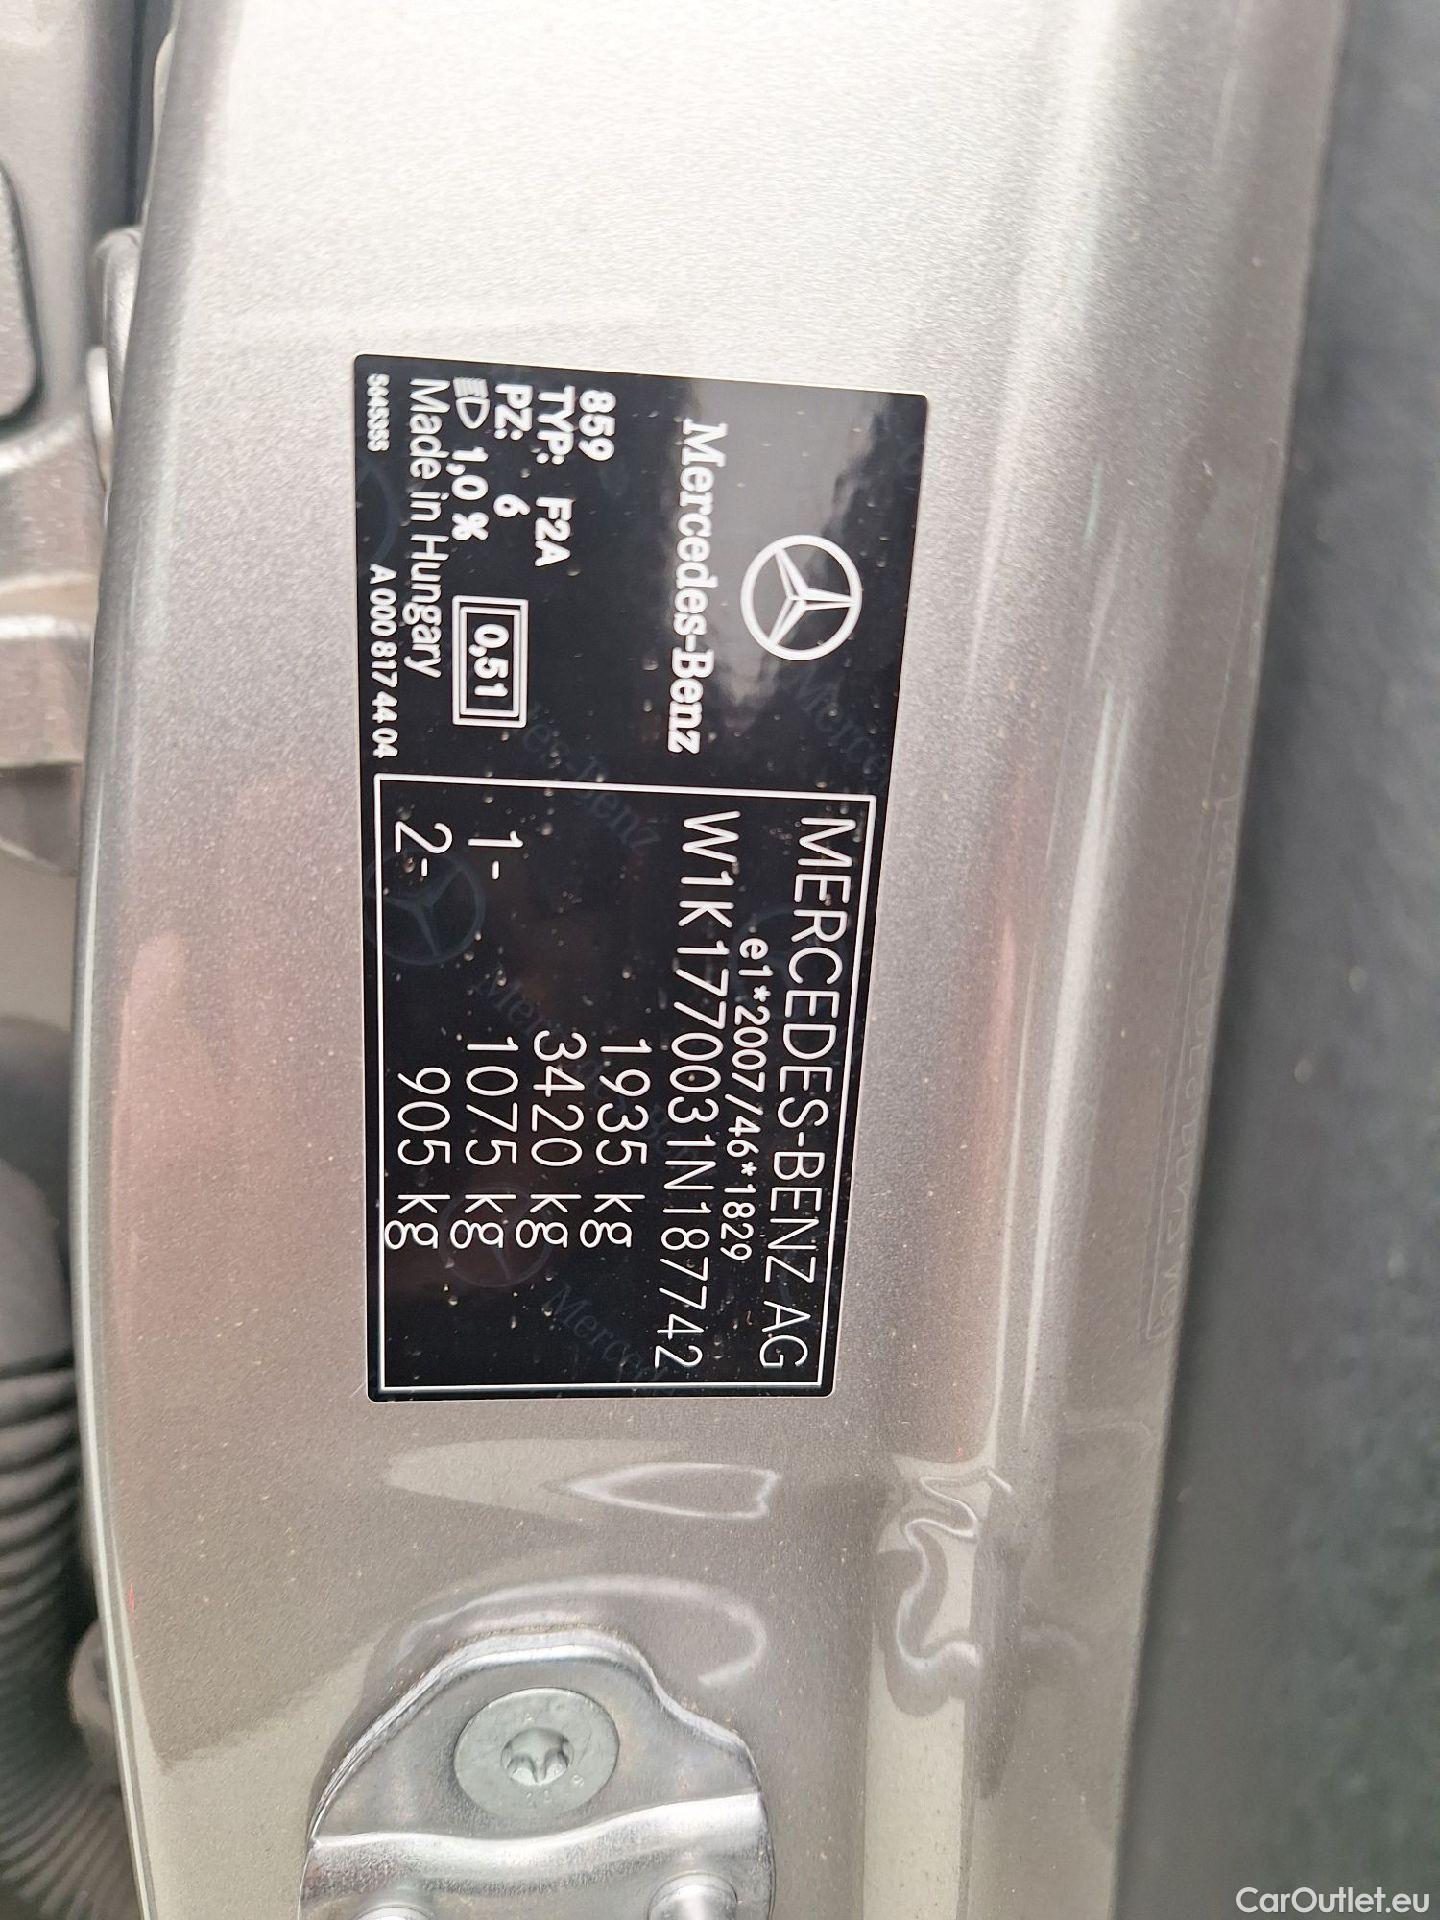 Mercedes-Benz
859
TYP: F2A
PZ: 6
1,0 % 0,51
Made in Hungary
A 000 817 44 04
MERCEDES-BENZ AG
e1*2007/46*1829
W1K1770031N18742
1935 kg
3420 kg
1- 1075 kg
2- 905 kg
CarOutlet.eu